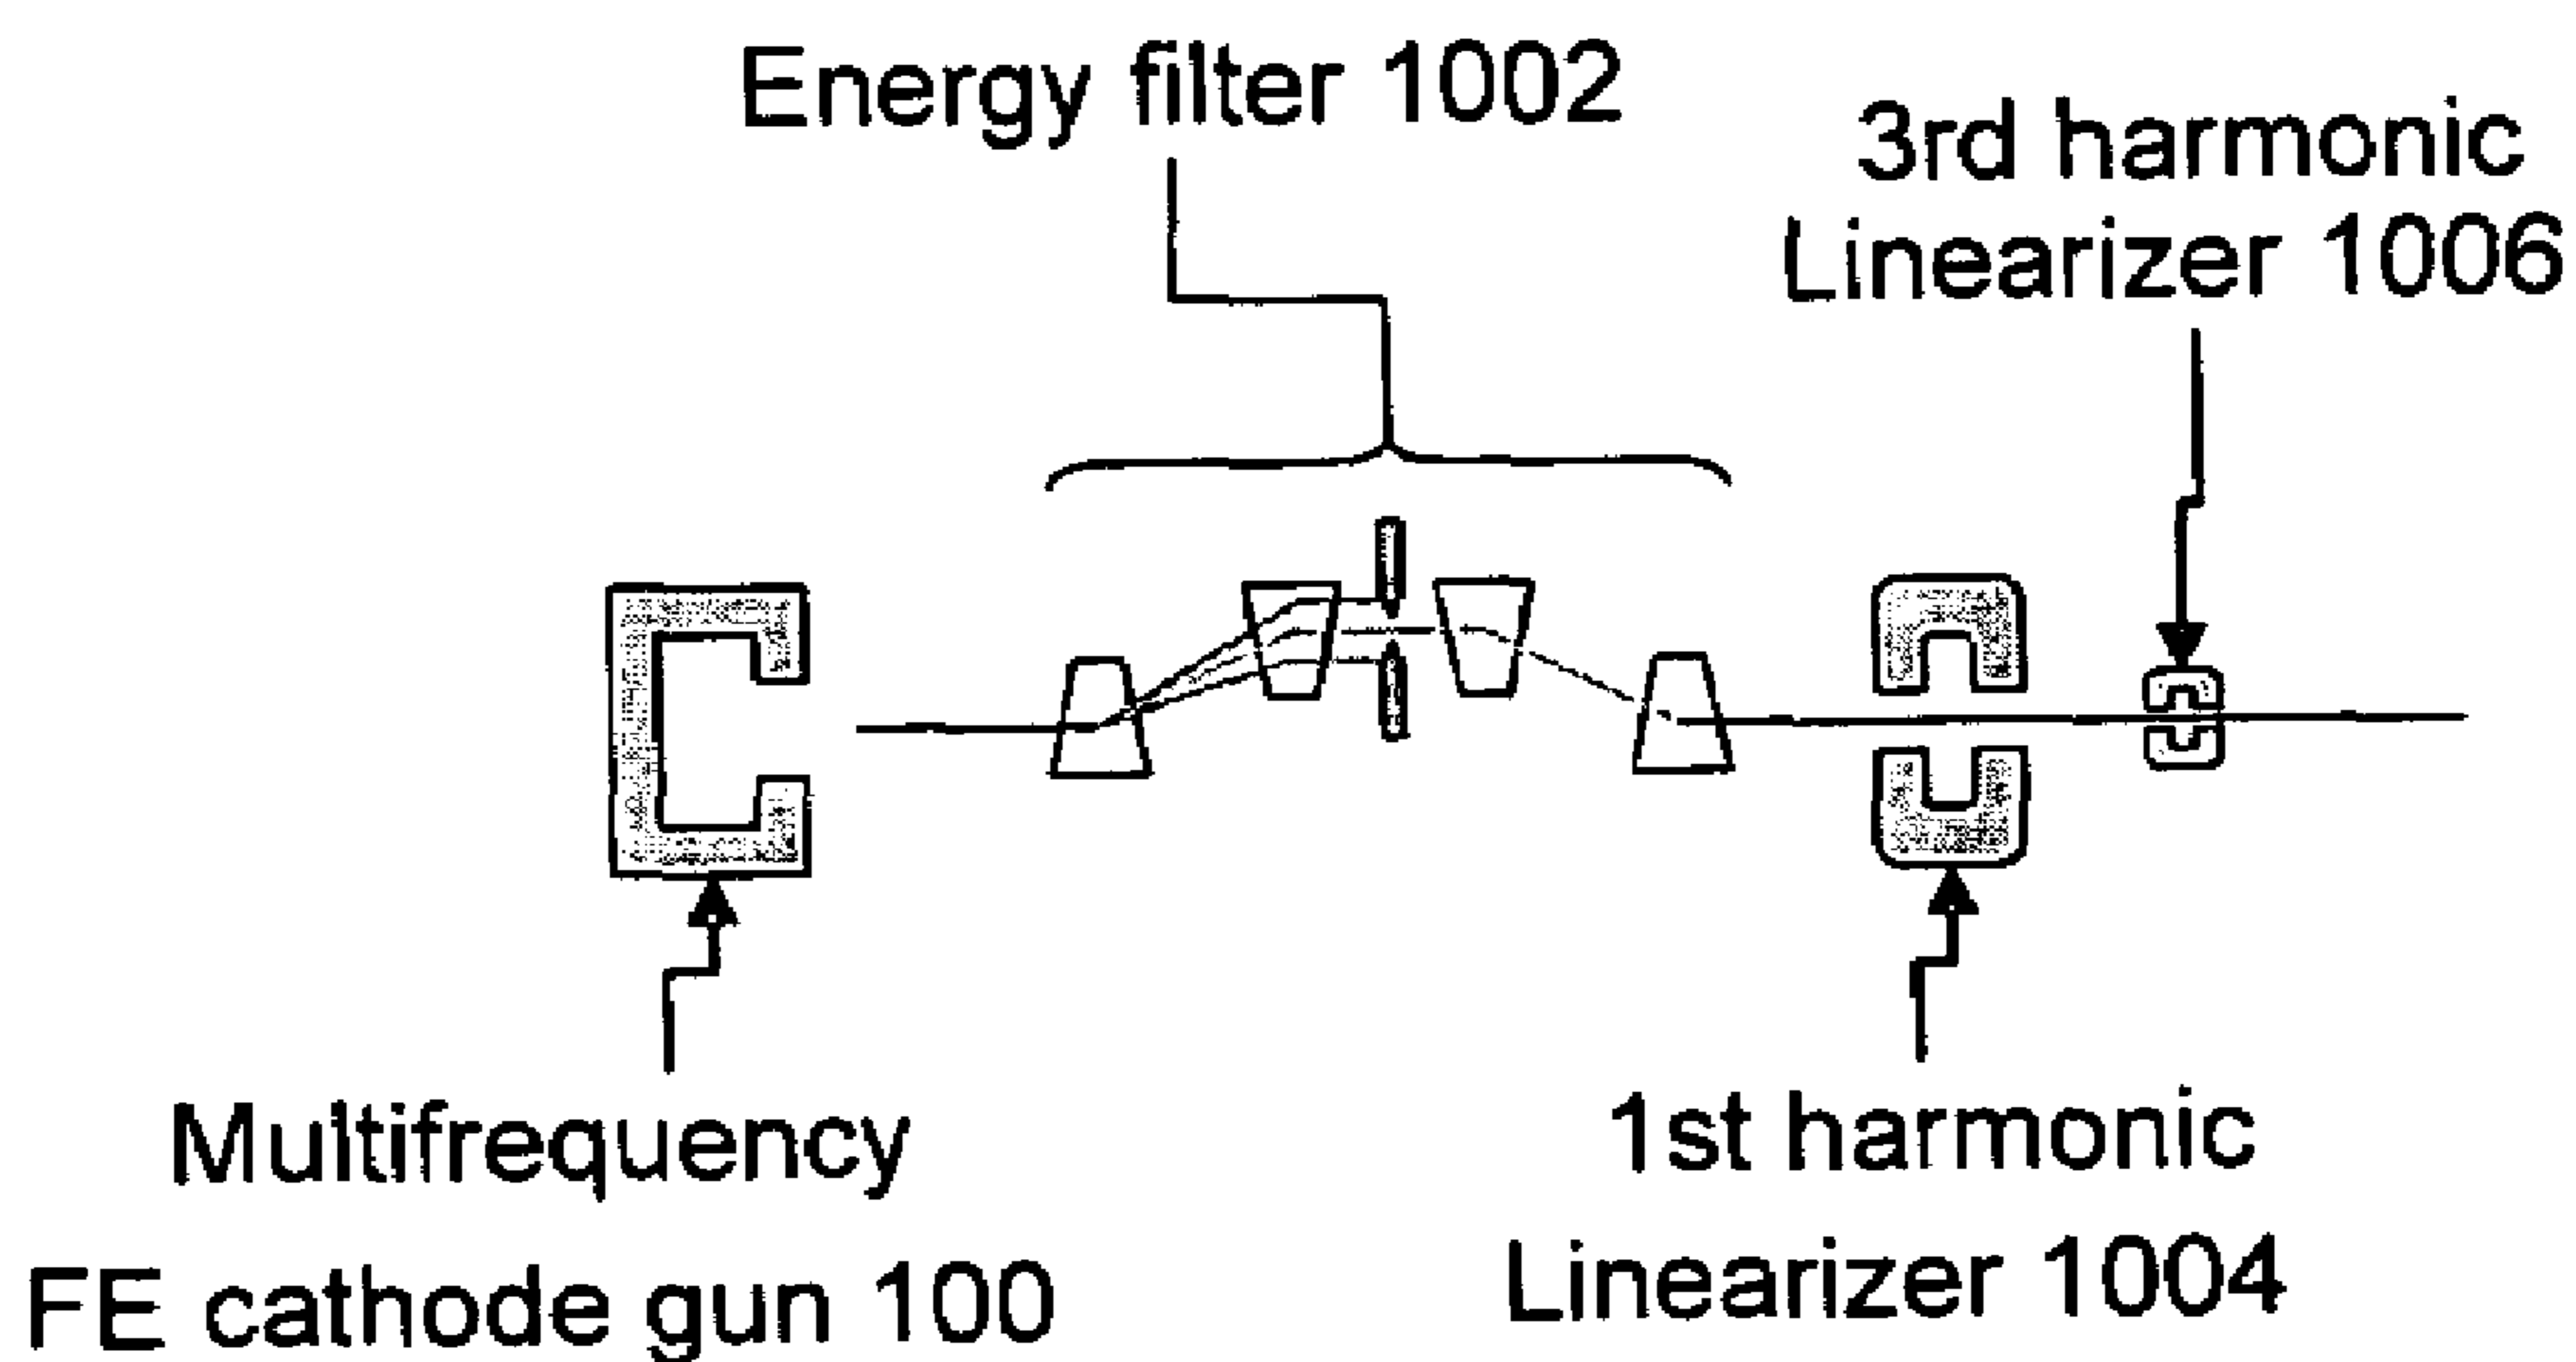 Energy filter 1002
3rd harmonic
Linearizer 1006
Multifrequency
FE cathode gun 100
1st harmonic
Linearizer 1004